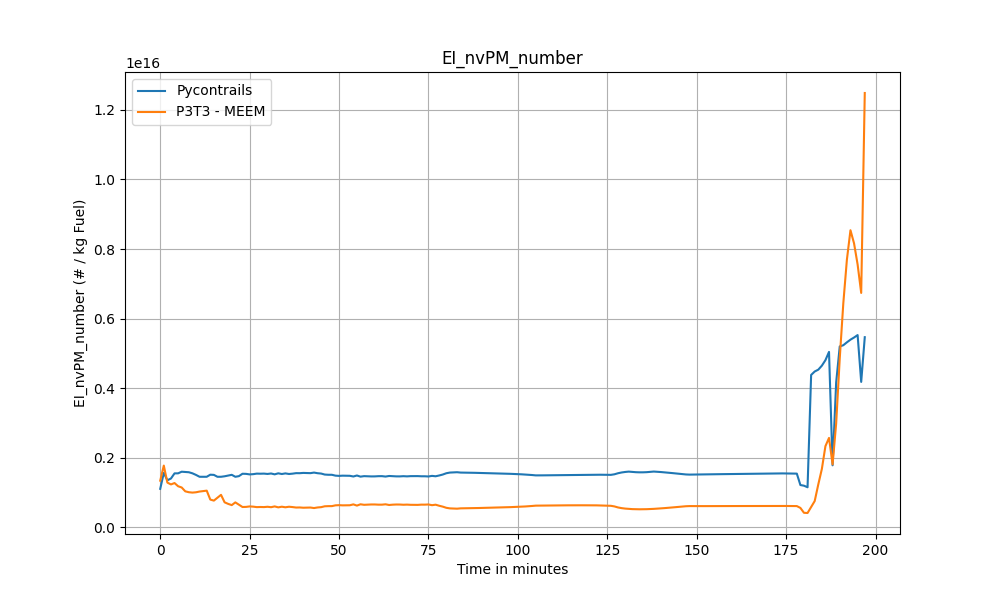 EI_nvPM_number
1e16
Pycontrails
P3T3 - MEEM
1.2
1.0
0.8
0.6
0.4
0.2
0.0
EI_nvPM_number (# / kg Fuel)
0 25 50 75 100 125 150 175 200
Time in minutes